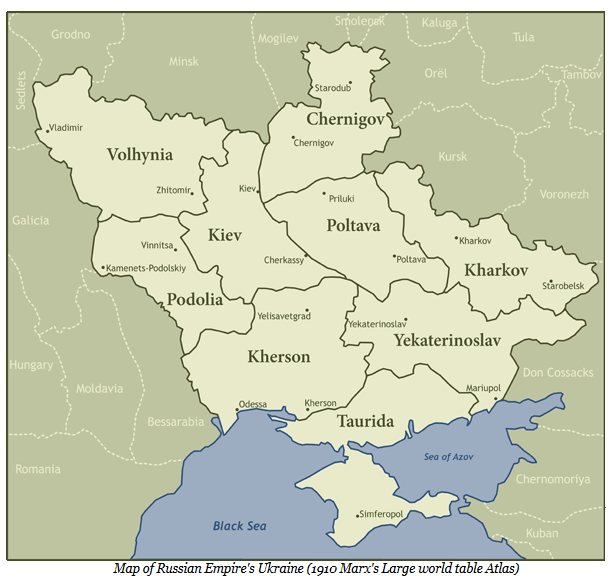 Grodno
Minsk
Mogilev
Smolensk
Kaluga
Tula
Orël
Tambov
Sedlets
Starodub
Chernigov
Chernigov
Vladimir
Volhynia
Zhitomir
Kiev
Kiev
Priluki
Poltava
Poltava
Kursk
Voronezh
Galicia
Vinnitsa
Kamenets-Podolskiy
Podolia
Cherkassy
Kharkov
Kharkov
Starobelsk
Yelisavetgrad
Yekaterinoslav
Yekaterinoslav
Kherson
Hungary
Moldavia
Bessarabia
Odessa
Kherson
Taurida
Mariupol
Don Cossacks
Romania
Sea of Azov
Chernomoriya
Simferopol
Black Sea
Kuban
Map of Russian Empire's Ukraine (1910 Marx's Large world table Atlas)